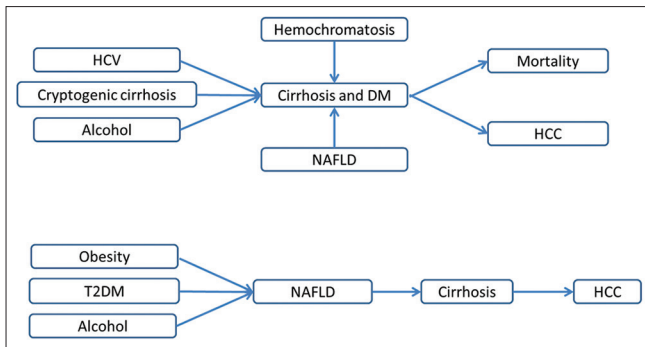 Hemochromatosis
HCV
Mortality
Cryptogenic cirrhosis
Cirrhosis and DM
Alcohol
HCC
NAFLD
Obesity
T2DM
NAFLD
Cirrhosis
HCC
Alcohol